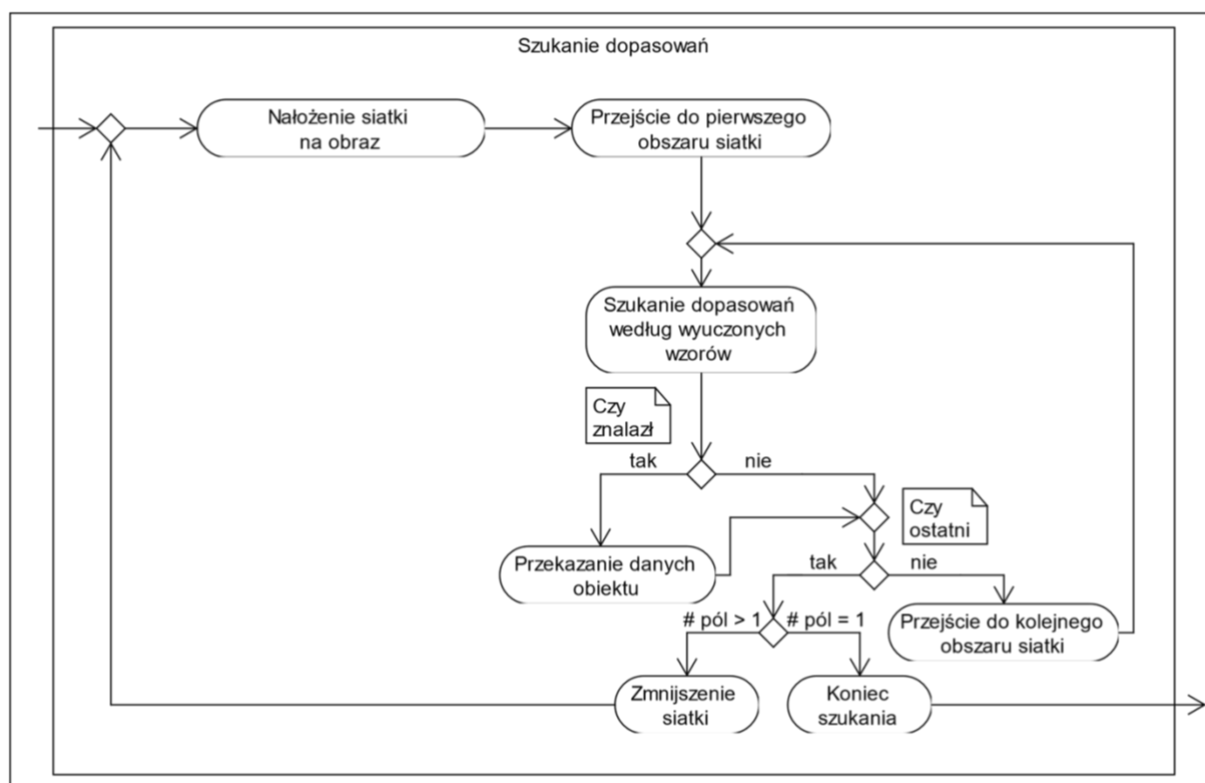 Szukanie dopasowań
Nałożenie siatki
na obraz
Przejście do pierwszego
obszaru siatki
Szukanie dopasowań
według wyuczonych
wzorów
Czy
znalazł
tak
nie
Czy
ostatni
Przekazanie danych
obiektu
tak
nie
# pól > 1
# pól = 1
Przejście do kolejnego
obszaru siatki
Zmnijszenie
siatki
Koniec
szukania